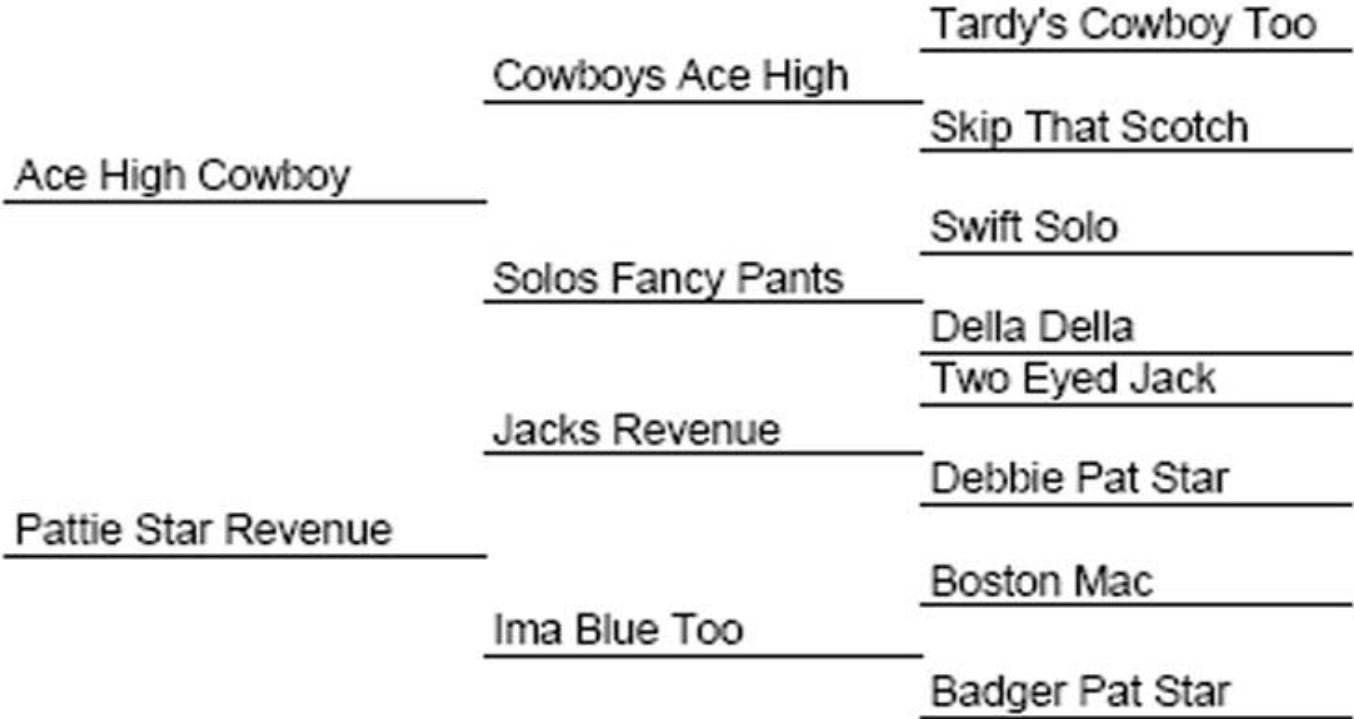 Tardy's Cowboy Too
Cowboys Ace High
Skip That Scotch
Ace High Cowboy
Swift Solo
Solos Fancy Pants
Della Della
Two Eyed Jack
Jacks Revenue
Debbie Pat Star
Pattie Star Revenue
Boston Mac
Ima Blue Too
Badger Pat Star